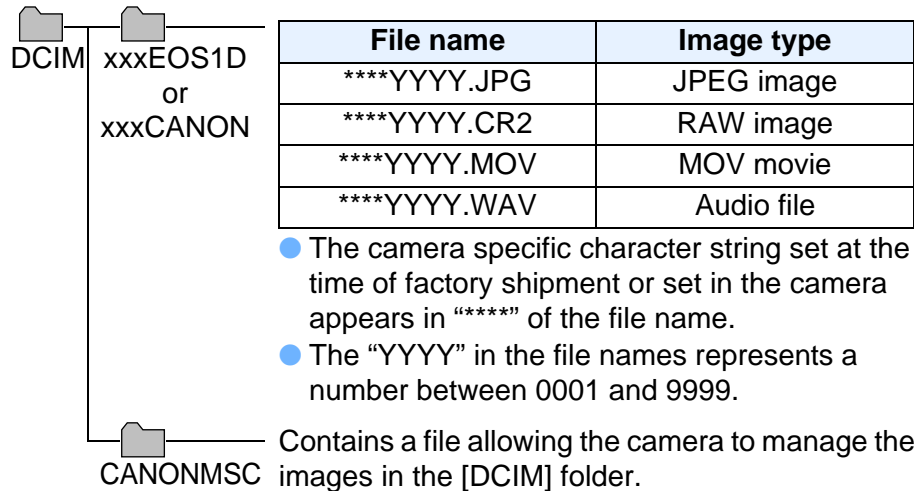 DCIM
xxxEOS1D
or
xxxCANON
File name Image type
****YYYY.JPG JPEG image
****YYYY.CR2 RAW image
****YYYY.MOV MOV movie
****YYYY.WAV Audio file
● The camera specific character string set at the
time of factory shipment or set in the camera
appears in “****” of the file name.
● The “YYYY” in the file names represents a
number between 0001 and 9999.
CANONMSC
Contains a file allowing the camera to manage the
images in the [DCIM] folder.